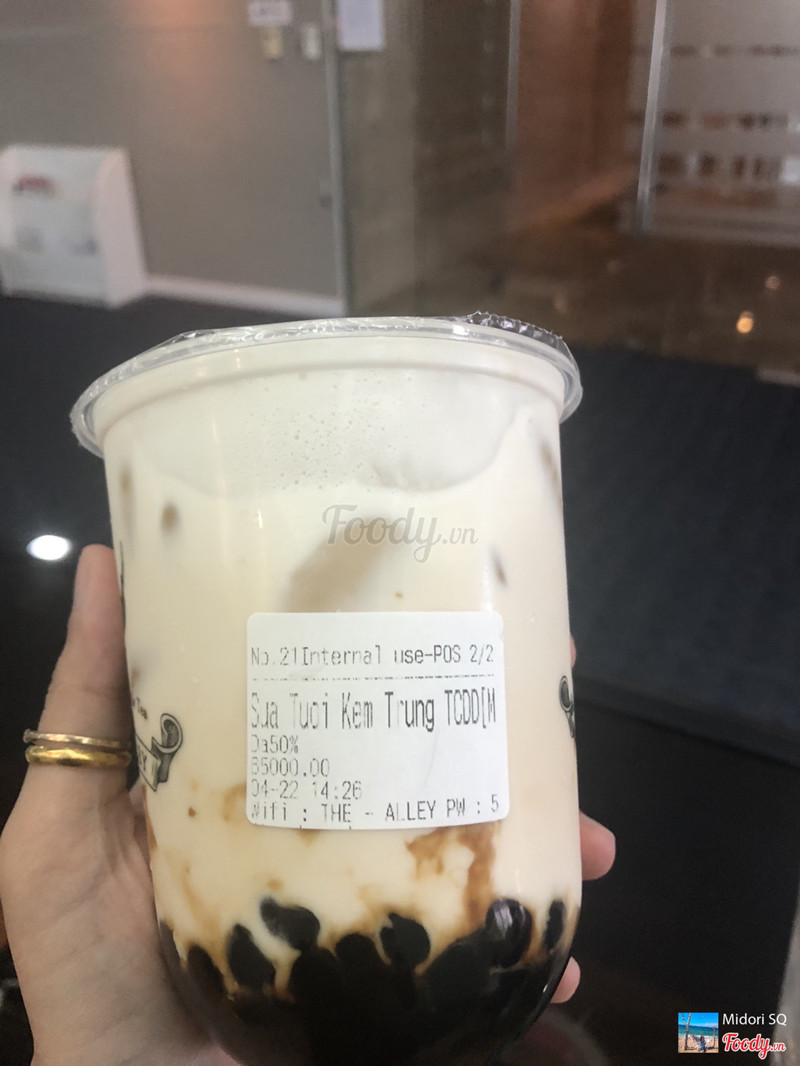 Foody.vn
No.21Internal use-POS 2/2
Sua Tuoi Kem Trung TCDD[M
Da50%
65000.00
04-22 14:26
Wifi : THE - ALLEY PW : 5
Midori SQ
Foody.vn